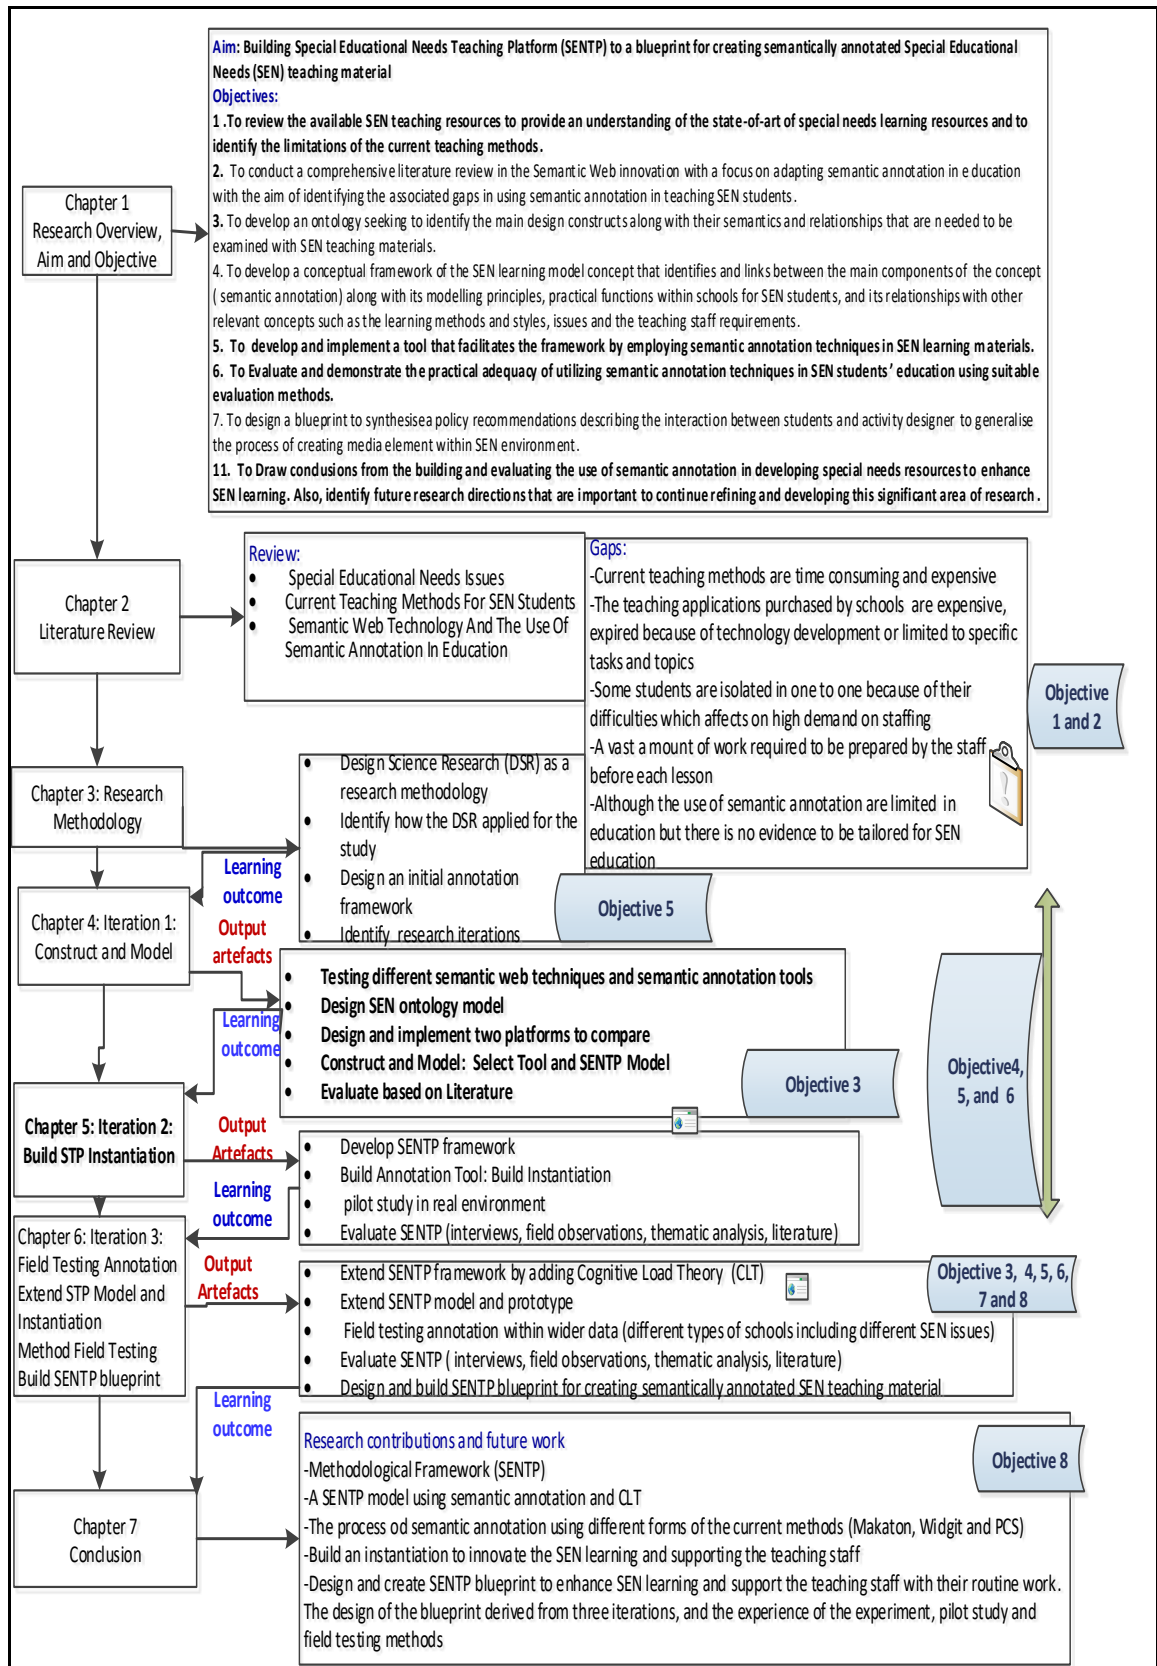 Aim: Building Special Educational Needs Teaching Platform (SENTP) to a blueprint for creating semantically annotated Special Educational
Needs (SEN) teaching material
Objectives:
1 .To review the available SEN teaching resources to provide an understanding of the state-of-art of special needs learning resources and to
identify the limitations of the current teaching methods.
2. To conduct a comprehensive literature review in the Semantic Web innovation with a focus on adapting semantic annotation in e ducation
with the aim of identifying the associated gaps in using semantic annotation in teaching SEN students.
3. To develop an ontology seeking to identify the main design constructs along with their semantics and relationships that are needed to be
examined with SEN teaching materials.
4. To develop a conceptual framework of the SEN learning model concept that identifies and links between the main components of the concept
( semantic annotation) along with its modelling principles, practical functions within schools for SEN students, and its relationships with other
relevant concepts such as the learning methods and styles, issues and the teaching staff requirements.
5. To develop and implement a tool that facilitates the framework by employing semantic annotation techniques in SEN learning materials.
6. To Evaluate and demonstrate the practical adequacy of utilizing semantic annotation techniques in SEN students' education using suitable
evaluation methods.
7. To design a blueprint to synthesisea policy recommendations describing the interaction between students and activity designer to generalise
the process of creating media element within SEN environment.
11. To Draw condusions from the building and evaluating the use of semantic annotation in developing special needs resources to enhance
SEN learning. Also, identify future research directions that are important to continue refining and developing this significant area of research .
Chapter 1
Research Overview,
Aim and Objective
Chapter 2
Literature Review
Review:
• Special Educational Needs Issues
• Current Teaching Methods For SEN Students
• Semantic Web Technology And The Use Of
Semantic Annotation In Education
Gaps:
-Current teaching methods are time consuming and expensive
-The teaching applications purchased by schools are expensive,
expired because of technology development or limited to specific
tasks and topics
-Some students are isolated in one to one because of their
difficulties which affects on high demand on staffing
-A vast a mount of work required to be prepared by the staff
before each lesson
-Although the use of semantic annotation are limited in
education but there is no evidence to be tailored for SEN
education
Objective
1 and 2
Chapter 3: Research
Methodology
• Design Science Research (DSR) as a
research methodology
• Identify how the DSR applied for the
study
• Design an initial annotation
framework
• Identify research iterations
Objective 5
Learning
outcome
Chapter 4: Iteration 1:
Construct and Model
Output
artefacts
• Testing different semantic web techniques and semantic annotation tools
• Design SEN ontology model
• Design and implement two platforms to compare
• Construct and Model: Select Tool and SENTP Model
• Evaluate based on Literature
Objective 3
Objective4,
5, and 6
Learning
outcome
Chapter 5: Iteration 2:
Build STP Instantiation
Output
Artefacts
• Develop SENTP framework
• Build Annotation Tool: Build Instantiation
• pilot study in real environment
• Evaluate SENTP (interviews, field observations, thematic analysis, literature)
Learning
outcome
Chapter 6: Iteration 3:
Field Testing Annotation
Extend STP Model and
Instantiation
Method Field Testing
Build SENTP blueprint
Output
Artefacts
• Extend SENTP framework by adding Cognitive Load Theory (CLT)
• Extend SENTP model and prototype
• Field testing annotation within wider data (different types of schools including different SEN issues)
• Evaluate SENTP ( interviews, field observations, thematic analysis, literature)
• Design and build SENTP blueprint for creating semantically annotated SEN teaching material
Objective 3, 4, 5, 6,
7 and 8
Learning
outcome
Chapter 7
Conclusion
Research contributions and future work
-Methodological Framework (SENTP)
-A SENTP model using semantic annotation and CLT
-The process od semantic annotation using different forms of the current methods (Makaton, Widgit and PCS)
-Build an instantiation to innovate the SEN learning and supporting the teaching staff
-Design and create SENTP blueprint to enhance SEN learning and support the teaching staff with their routine work.
The design of the blueprint derived from three iterations, and the experience of the experiment, pilot study and
field testing methods
Objective 8